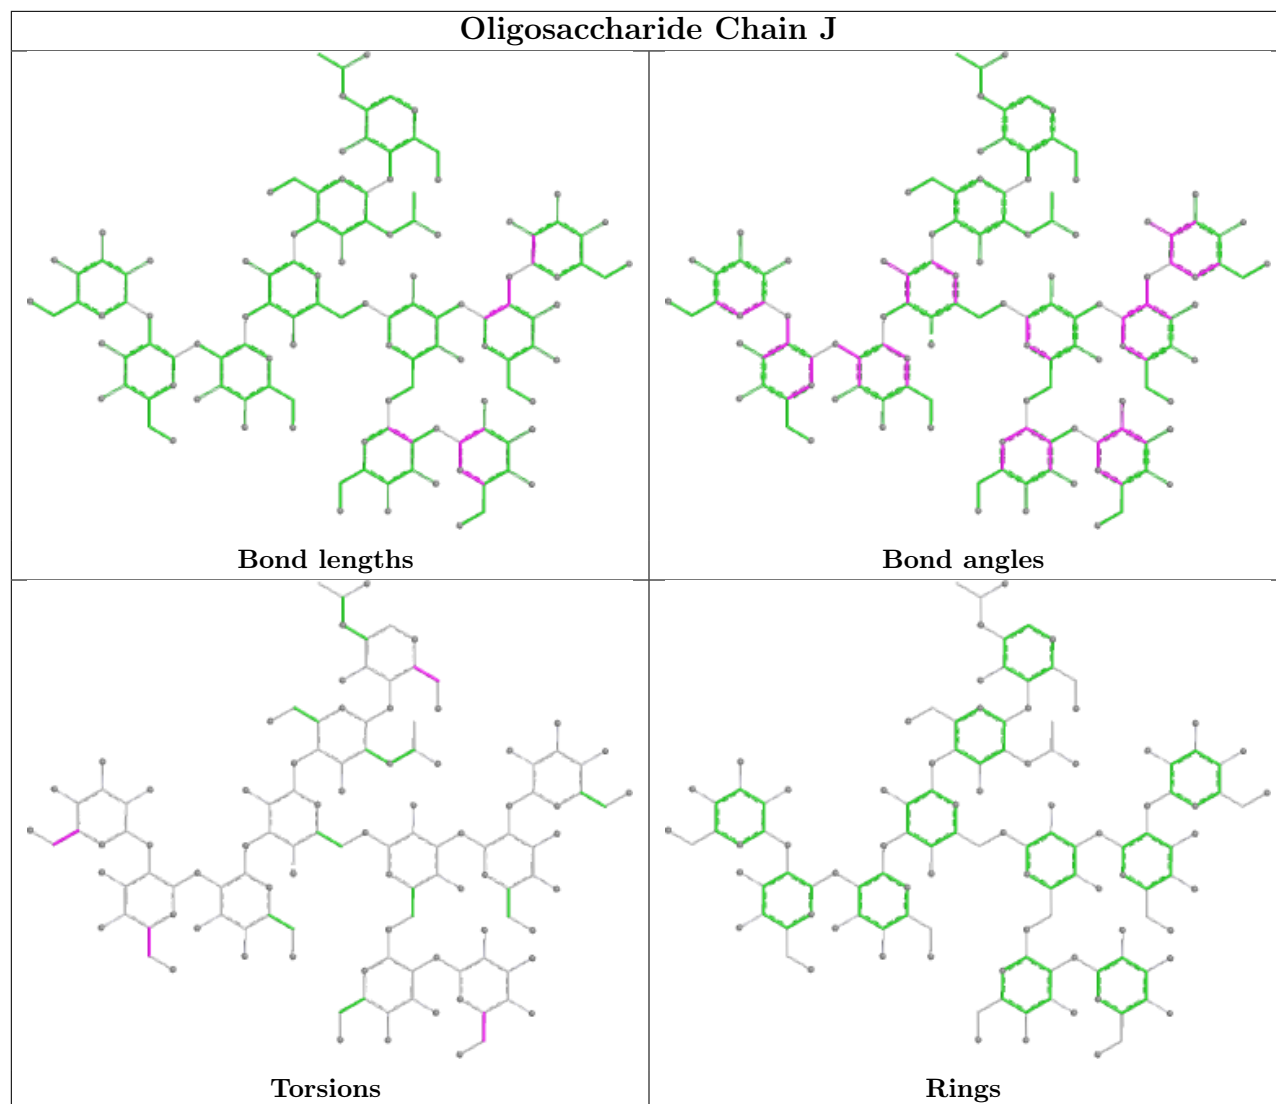 Oligosaccharide Chain J
Bond lengths
Bond angles
Torsions
Rings